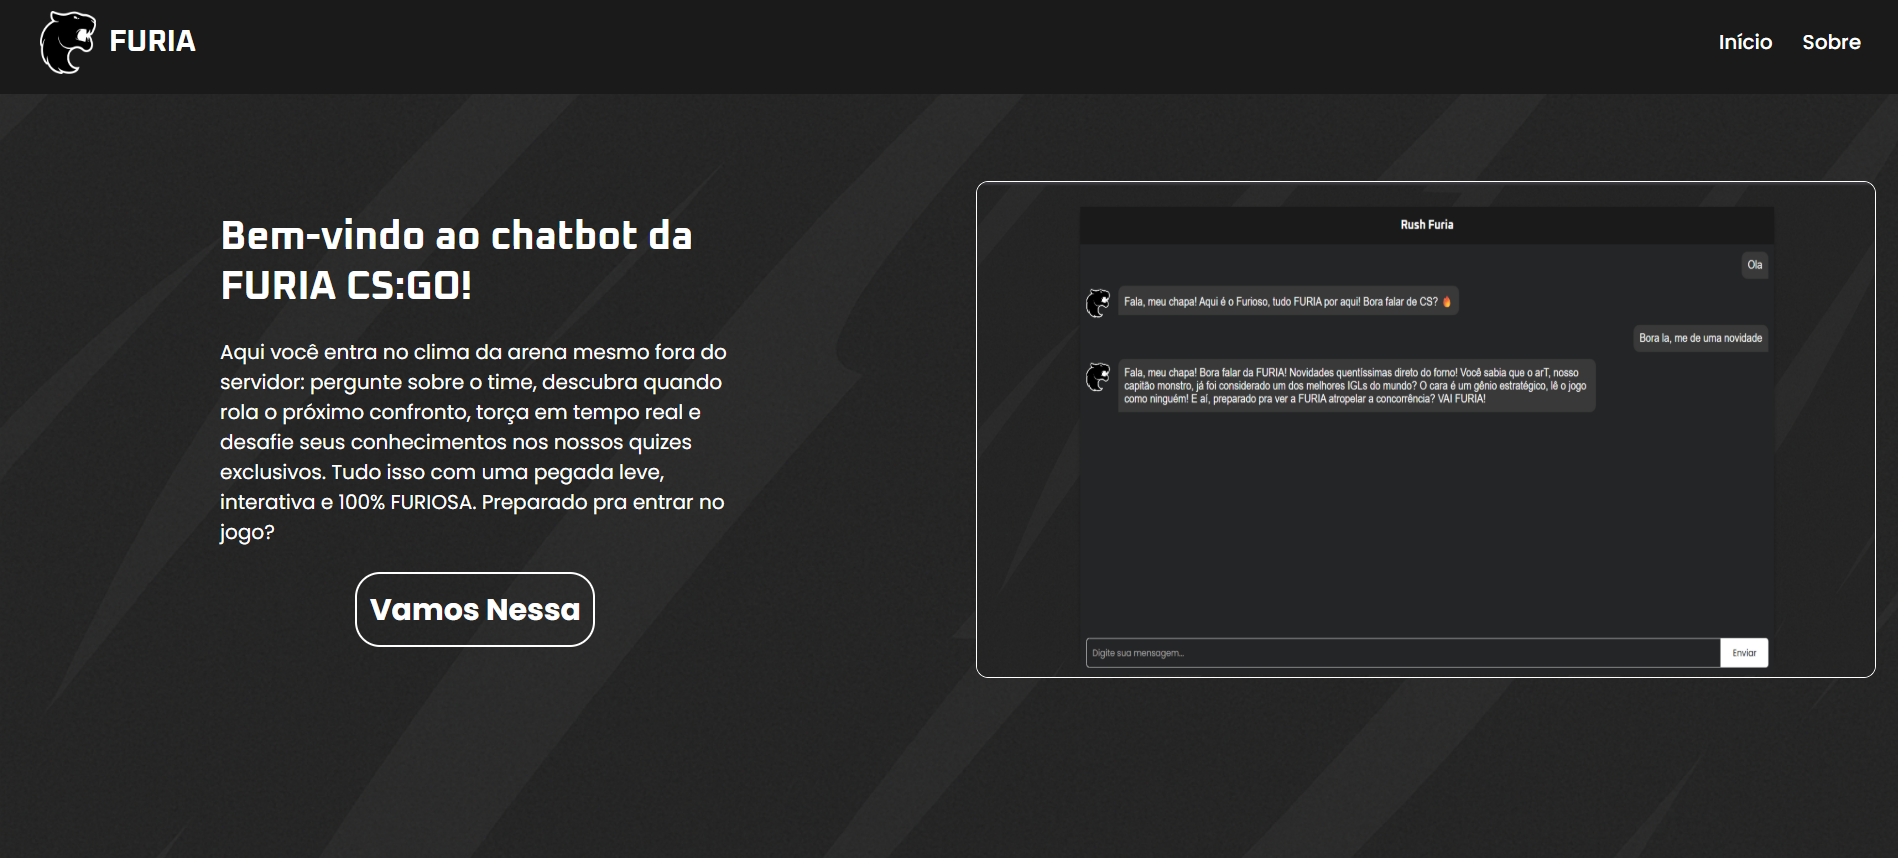 FURIA
Início
Sobre
Bem-vindo ao chatbot da
FURIA CS:GO!
Aqui você entra no clima da arena mesmo fora do
servidor: pergunte sobre o time, descubra quando
rola o próximo confronto, torça em tempo real e
desafie seus conhecimentos nos nossos quizes
exclusivos. Tudo isso com uma pegada leve,
interativa e 100% FURIOSA. Preparado pra entrar no
jogo?
Vamos Nessa
Rush Furia
Ola
Fala, meu chapa! Aqui é o Furioso, tudo FURIA por aqui! Bora falar de CS? 🔥
Bora la, me de uma novidade
Fala, meu chapa! Bora falar da FURIA! Novidades quentíssimas direto do forno! Você sabia que o arT, nosso
capitão monstro, já foi considerado um dos melhores IGLs do mundo? O cara é um gênio estratégico, lê o jogo
como ninguém! E aí, preparado pra ver a FURIA atropelar a concorrência? VAI FURIA!
Digite sua mensagem...
Enviar